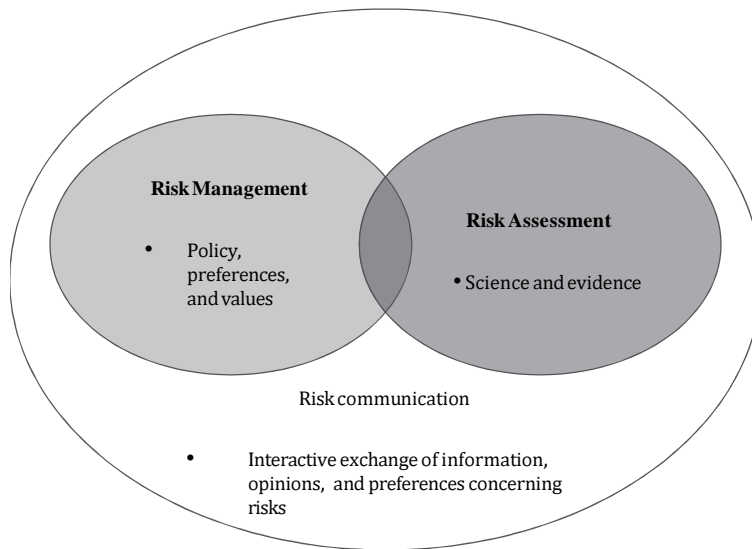 Risk Management
• Policy,
preferences,
and values
Risk Assessment
• Science and evidence
Risk communication
• Interactive exchange of information,
opinions, and preferences concerning
risks